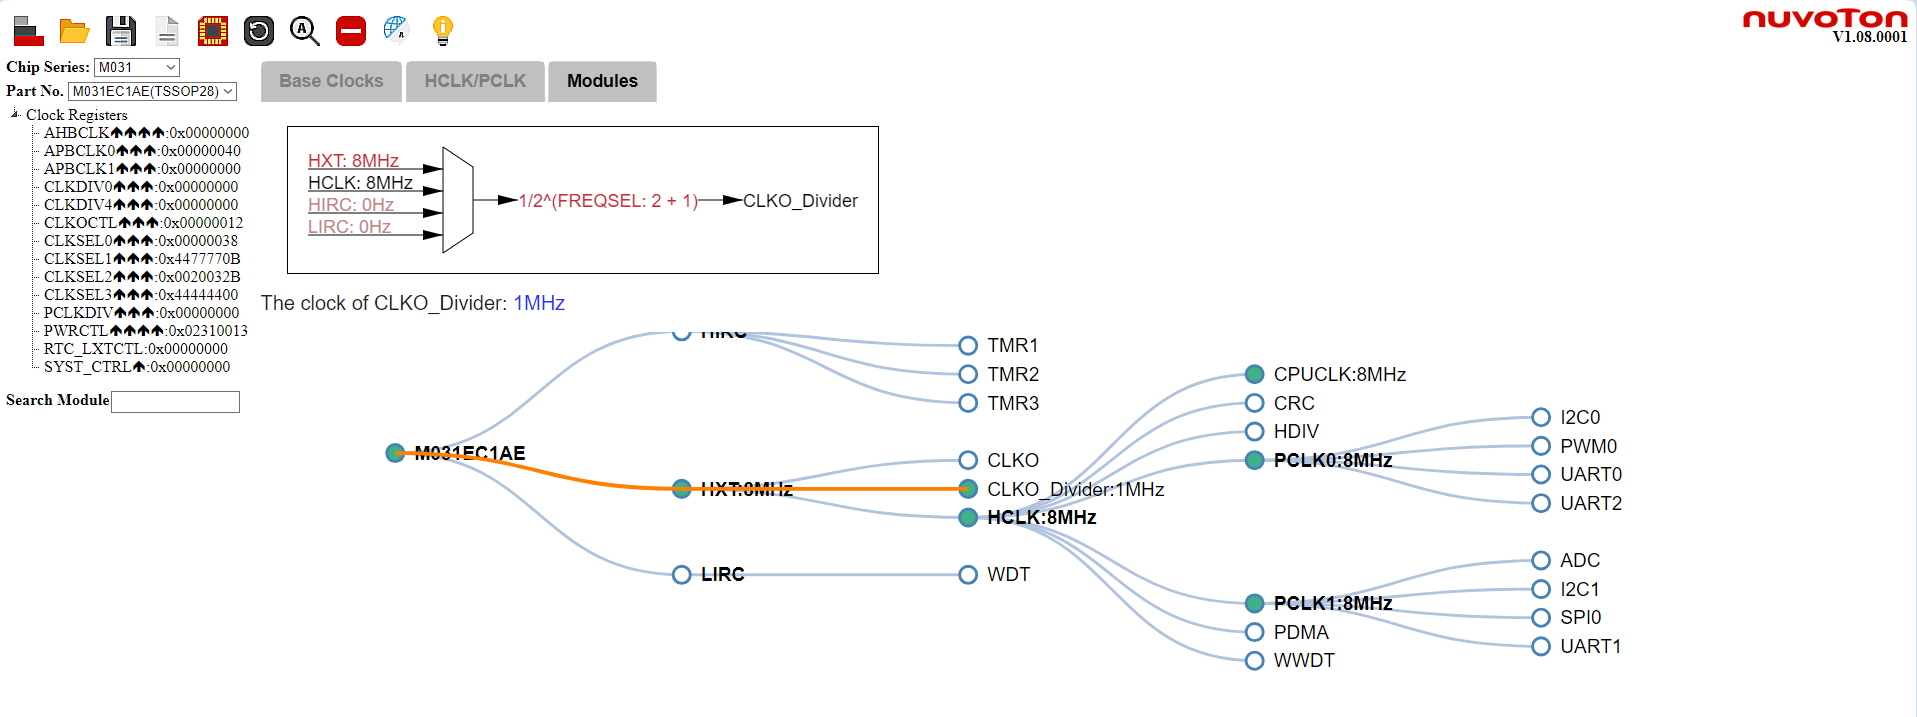 nuvoTon
V1.08.0001
Chip Series: M031
Part No. M031EC1AE(TSSOP28)
Clock Registers
AHBCLK🡹🡹🡹🡹:0x00000000
APBCLK0🡹🡹🡹:0x00000040
APBCLK1🡹🡹🡹:0x00000000
CLKDIV0🡹🡹🡹:0x00000000
CLKDIV4🡹🡹🡹:0x00000000
CLKOCTL🡹🡹🡹:0x00000012
CLKSEL0🡹🡹🡹:0x00000038
CLKSEL1🡹🡹🡹:0x4477770B
CLKSEL2🡹🡹🡹:0x0020032B
CLKSEL3🡹🡹🡹:0x44444400
PCLKDIV🡹🡹🡹:0x00000000
PWRCTL🡹🡹🡹🡹:0x02310013
RTC_LXTCTL:0x00000000
SYST_CTRL🡹:0x00000000
Search Module
Base Clocks
HCLK/PCLK
Modules
HXT: 8MHz
HCLK: 8MHz
HIRC: 0Hz
LIRC: 0Hz
1/2^(FREQSEL: 2 + 1)
CLKO_Divider
The clock of CLKO_Divider: 1MHz
M031EC1AE
HIRC
HXT:8MHz
LIRC
TMR1
TMR2
TMR3
CLKO
CLKO_Divider:1MHz
HCLK:8MHz
WDT
CPUCLK:8MHz
CRC
HDIV
PCLK0:8MHz
PCLK1:8MHz
PDMA
WWDT
I2C0
PWM0
UART0
UART2
ADC
I2C1
SPI0
UART1